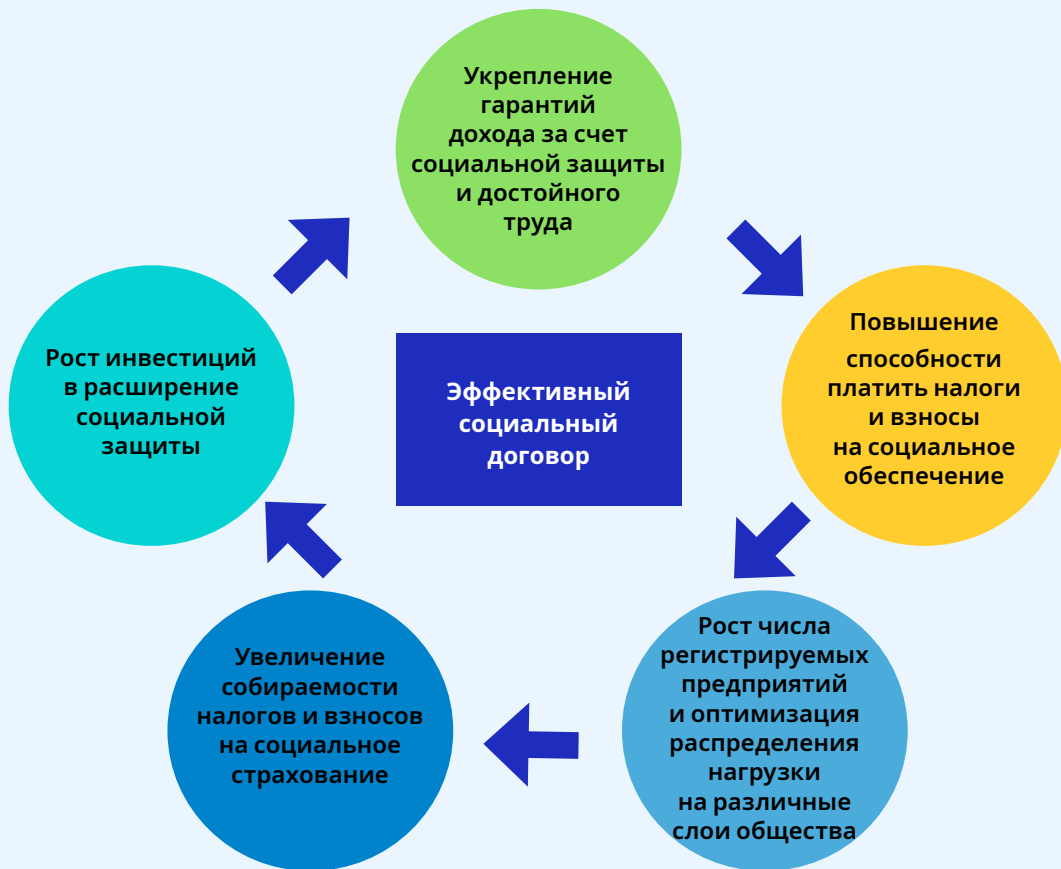 Укрепление
гарантий
дохода за счет
социальной защиты
и достойного
труда
Повышение
способности
платить налоги
и взносы
на социальное
обеспечение
Рост числа
регистрируемых
предприятий
и оптимизация
распределения
нагрузки
на различные
слои общества
Увеличение
собираемости
налогов и взносов
на социальное
страхование
Рост инвестиций
в расширение
социальной
защиты
Эффективный
социальный
договор